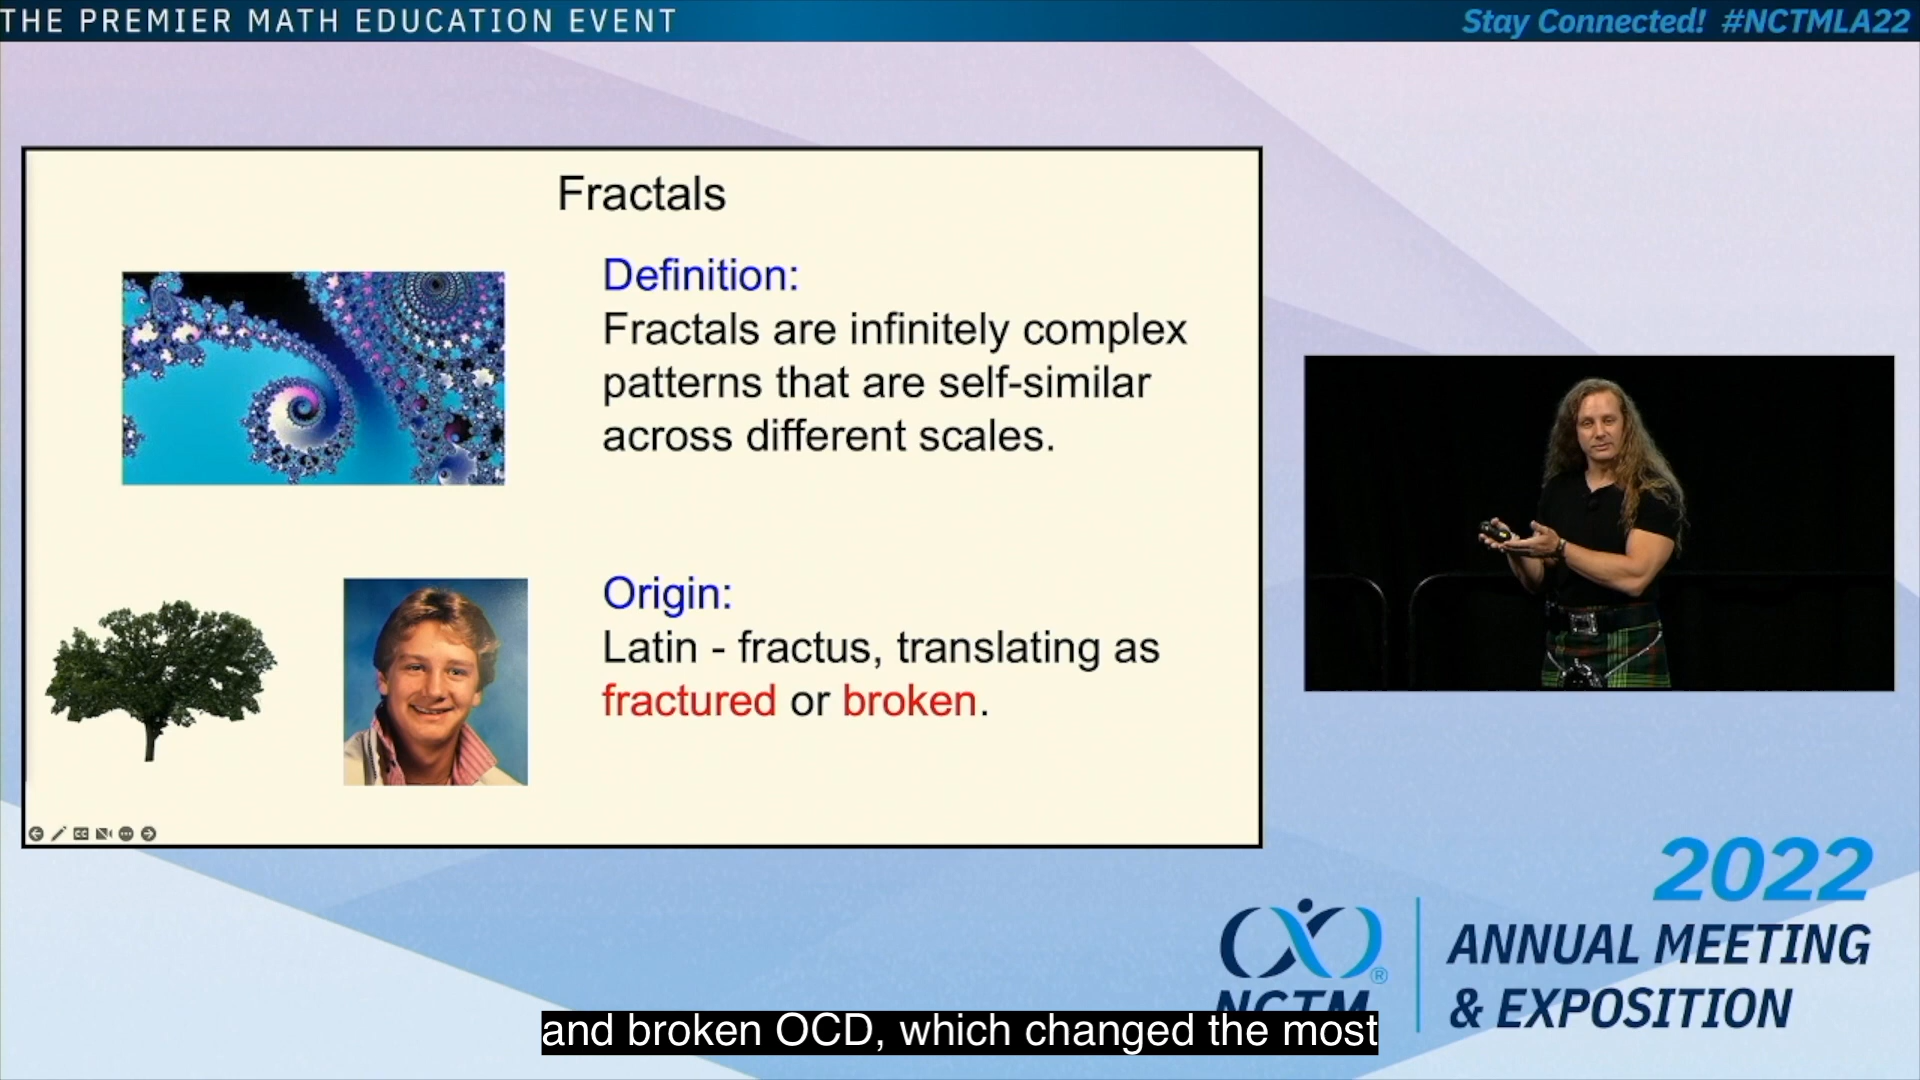 THE PREMIER MATH EDUCATION EVENT
Stay Connected! #NCTMLA22
Fractals
Definition:
Fractals are infinitely complex
patterns that are self-similar
across different scales.
Origin:
Latin - fractus, translating as
fractured or broken.
2022
NCTM
®
ANNUAL MEETING
& EXPOSITION
and broken OCD, which changed the most